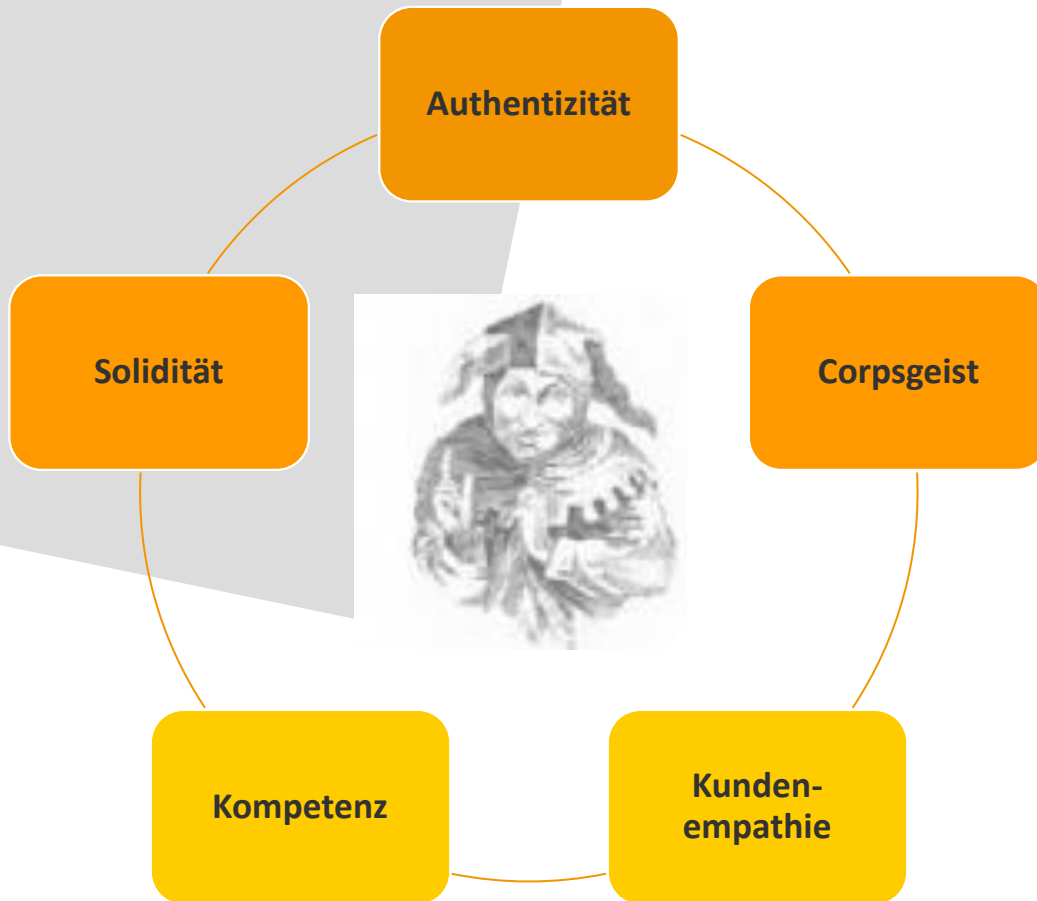 Authentizität
Solidität
Corpsgeist
Kompetenz
Kunden-
empathie